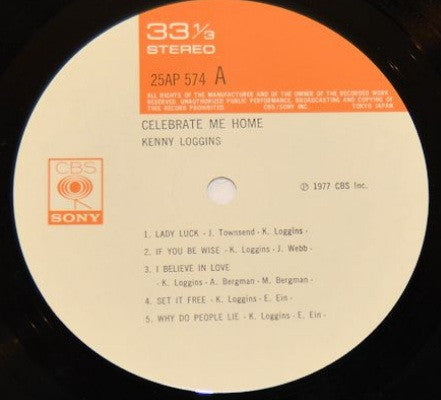 33 1/3
STEREO
25AP 574 A
ALL RIGHTS OF THE MANUFACTURER AND OF THE OWNER OF THE RECORDED WORK
RESERVED. UNAUTHORIZED PUBLIC PERFORMANCE, BROADCASTING AND COPYING OF
THIS RECORD PROHIBITED CBS/SONY INC. TOKYO JAPAN
CELEBRATE ME HOME
KENNY LOGGINS
CBS
SONY
℗ 1977 CBS Inc.
1. LADY LUCK - J. Townsend - K. Loggins -
2. IF YOU BE WISE - K. Loggins - J. Webb -
3. I BELIEVE IN LOVE
- K. Loggins - A. Bergman - M. Bergman -
4. SET IT FREE - K. Loggins - E. Ein -
5. WHY DO PEOPLE LIE - K. Loggins - E. Ein -